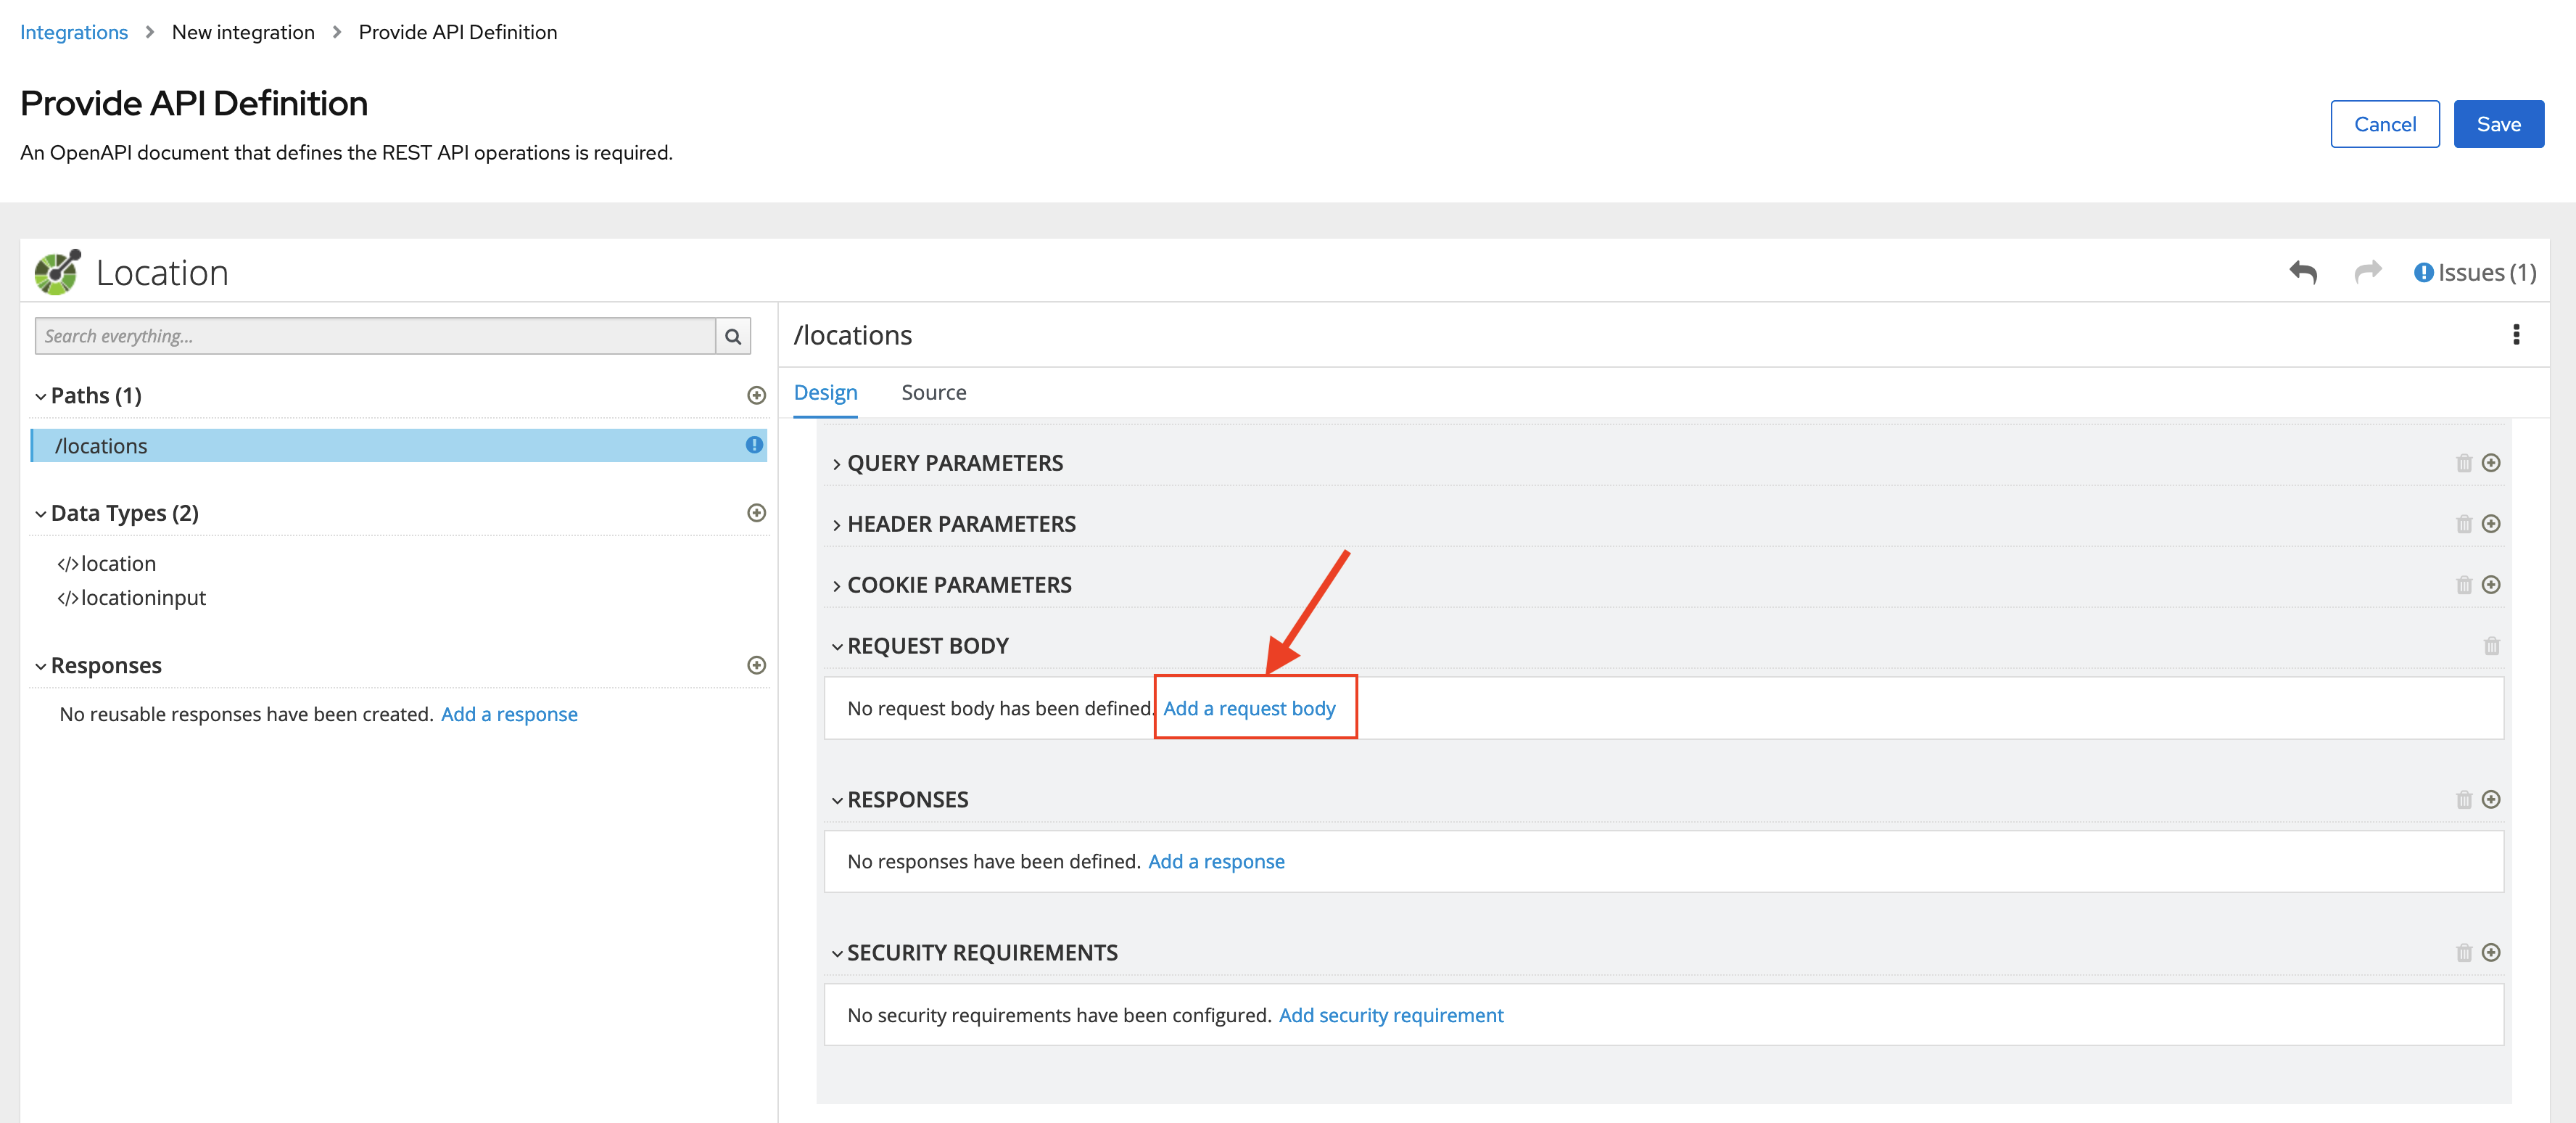 Integrations > New integration > Provide API Definition
Provide API Definition
An OpenAPI document that defines the REST API operations is required.
Cancel
Save
Location
Issues (1)
Search everything...
Paths (1)
/locations
Data Types (2)
</> location
</> locationinput
Responses
No reusable responses have been created. Add a response
/locations
Design Source
QUERY PARAMETERS
HEADER PARAMETERS
COOKIE PARAMETERS
REQUEST BODY
No request body has been defined. Add a request body
RESPONSES
No responses have been defined. Add a response
SECURITY REQUIREMENTS
No security requirements have been configured. Add security requirement